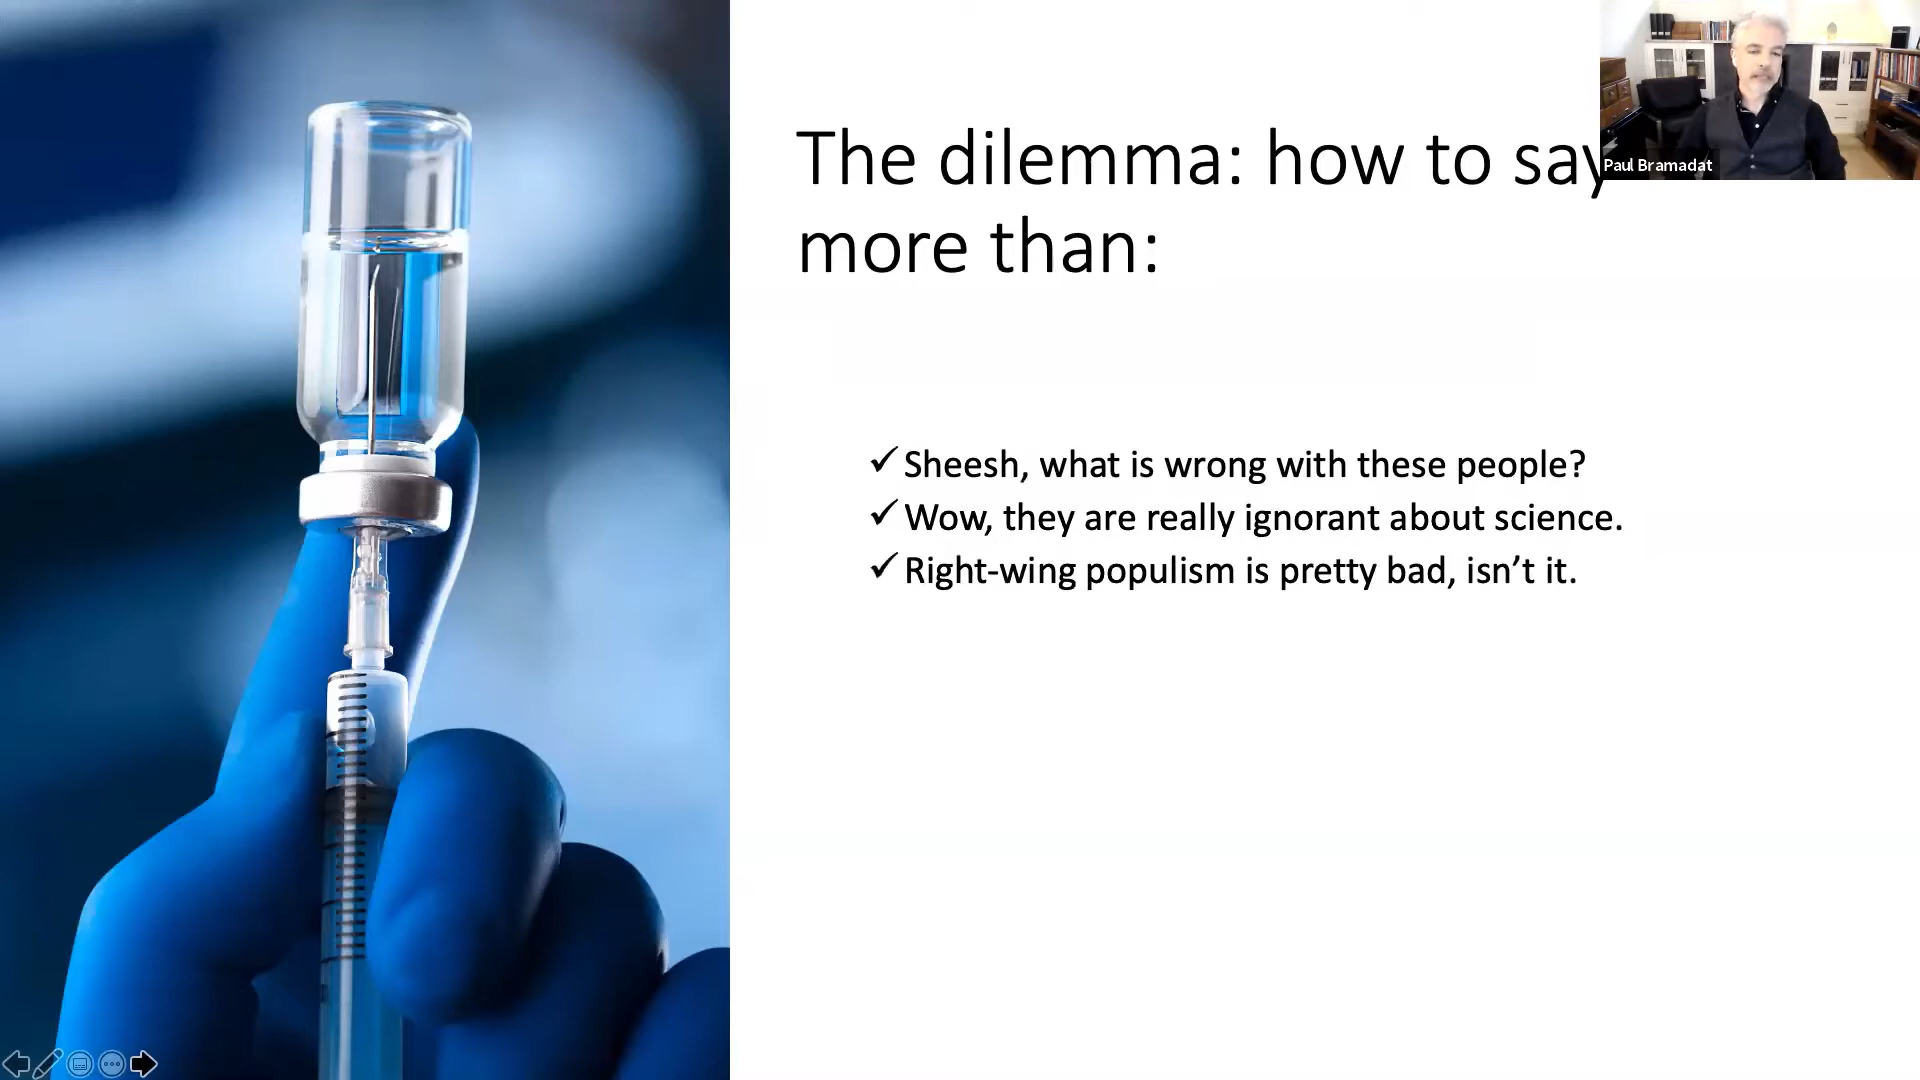 The dilemma: how to say
more than:
Paul Bramadat
✓ Sheesh, what is wrong with these people?
✓ Wow, they are really ignorant about science.
✓ Right-wing populism is pretty bad, isn’t it.